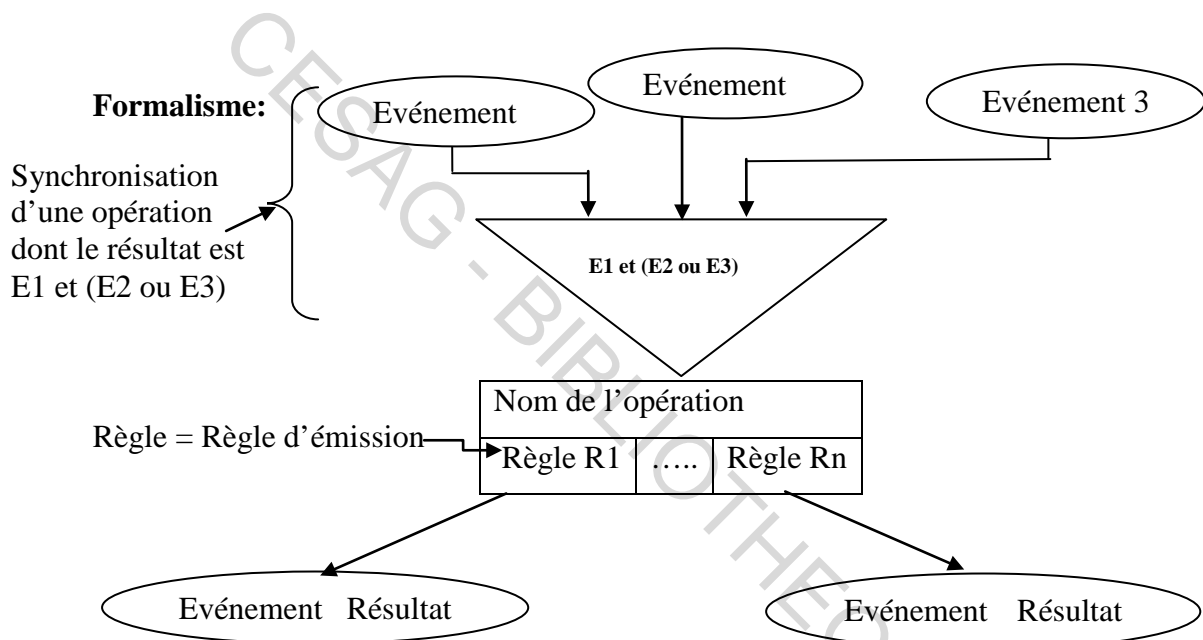 Formalisme:
Evénement
Evénement
Evénement 3
Synchronisation
d’une opération
dont le résultat est
E1 et (E2 ou E3)
E1 et (E2 ou E3)
Nom de l’opération
Règle = Règle d’émission
Règle R1 ….. Règle Rn
Evénement Résultat
Evénement Résultat
CESAG - BIBLIOTHEQ